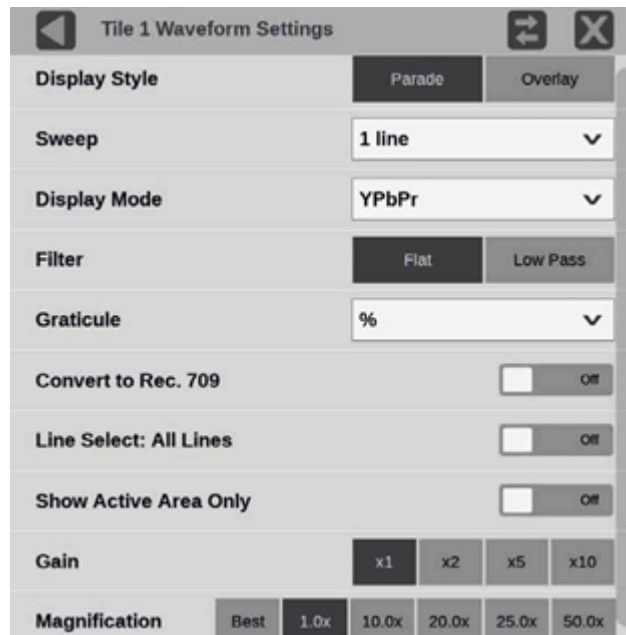 Tile 1 Waveform Settings
Display Style Parade Overlay
Sweep 1 line
Display Mode YPbPr
Filter Flat Low Pass
Graticule %
Convert to Rec. 709 Off
Line Select: All Lines Off
Show Active Area Only Off
Gain x1 x2 x5 x10
Magnification Best 1.0x 10.0x 20.0x 25.0x 50.0x